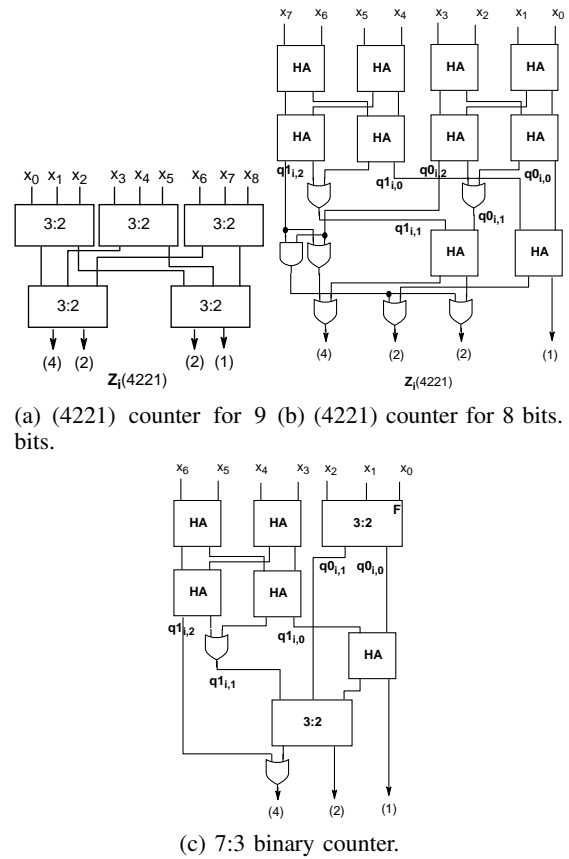 x7 x6 x5 x4 x3 x2 x1 x0
HA HA HA HA
HA HA HA HA
q1i,2 q1i,0 q0i,2 q0i,0
q1i,1 q0i,1
HA HA
(4) (2) (2) (1)
Zi(4221)
x0 x1 x2 x3 x4 x5 x6 x7 x8
3:2 3:2 3:2
3:2 3:2
(4) (2) (2) (1)
Zi(4221)
(a) (4221) counter for 9 bits.
(b) (4221) counter for 8 bits.
x6 x5 x4 x3 x2 x1 x0
HA HA 3:2 F
q0i,1 q0i,0
HA HA
q1i,2 q1i,0
HA
q1i,1
3:2
(4) (2) (1)
(c) 7:3 binary counter.